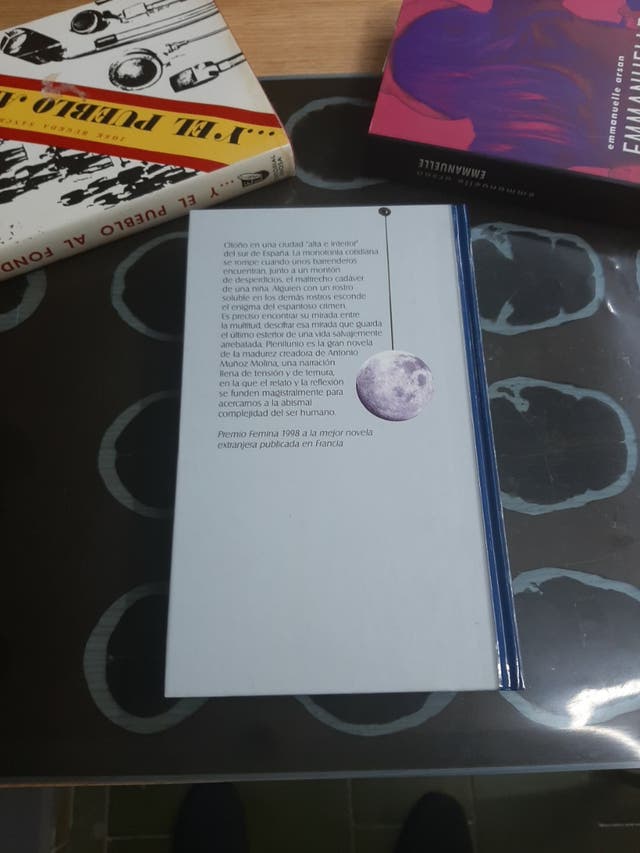 ...Y EL PUEBLO A
JOSE RUEDA SANC
...Y EL PUEBLO AL FOND
emmanuelle arsan
EMMANUELLE
emmanuelle arsan
EMMANUELLE
Otoño en una ciudad "alta e interior"
del sur de España. La monotonía cotidiana
se rompe cuando unos barrenderos
encuentran, junto a un montón
de desperdicios, el maltrecho cadáver
de una niña. Alguien con un rostro
soluble en los demás rostros esconde
el enigma del espantoso crimen.
Es preciso encontrar su mirada entre
la multitud, descifrar esa mirada que guarda
el último estertor de una vida salvajemente
arrebatada. Plenilunio es la gran novela
de la madurez creadora de Antonio
Muñoz Molina, una narración
llena de tensión y de ternura,
en la que el relato y la reflexión
se funden magistralmente para
acercarnos a la abismal
complejidad del ser humano.
Premio Femina 1998 a la mejor novela
extranjera publicada en Francia